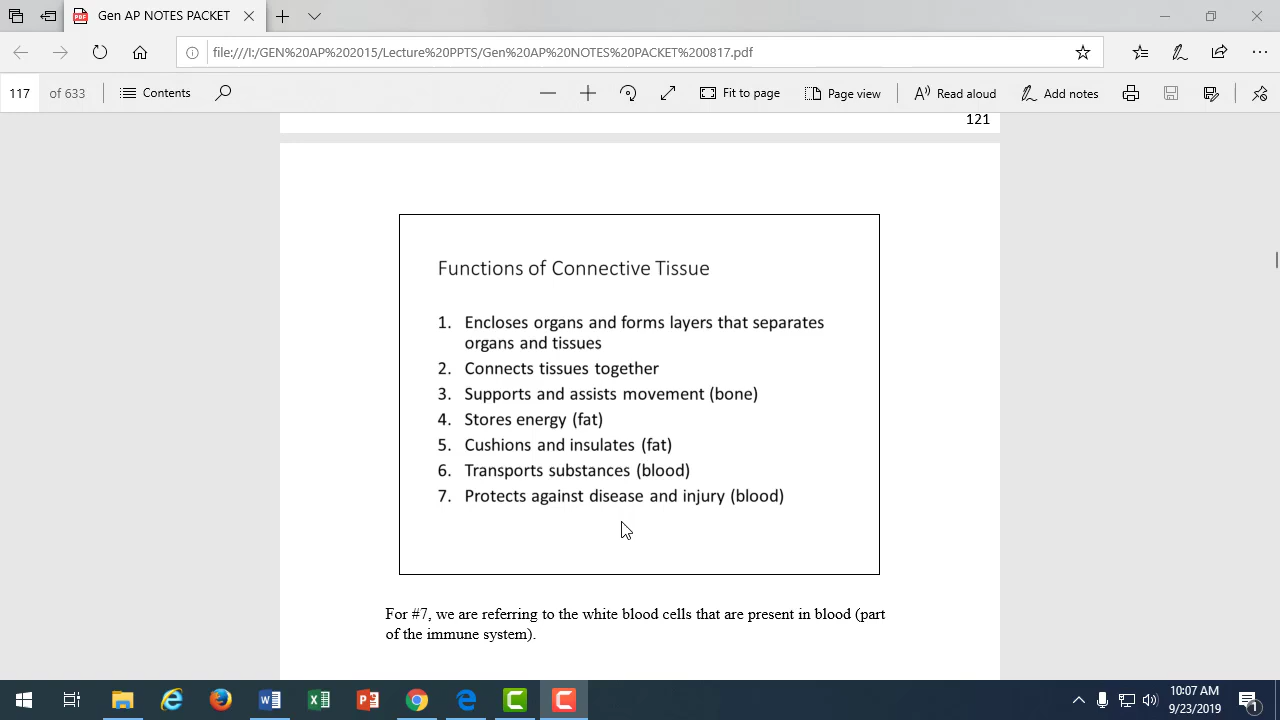 Gen AP NOTES PACKET
file:///I:/GEN%20AP%202015/Lecture%20PPTS/Gen%20AP%20NOTES%20PACKET%200817.pdf
117 of 633 Contents Fit to page Page view Read aloud Add notes
121
Functions of Connective Tissue
1. Encloses organs and forms layers that separates
organs and tissues
2. Connects tissues together
3. Supports and assists movement (bone)
4. Stores energy (fat)
5. Cushions and insulates (fat)
6. Transports substances (blood)
7. Protects against disease and injury (blood)
For #7, we are referring to the white blood cells that are present in blood (part
of the immune system).
10:07 AM
9/23/2019
1